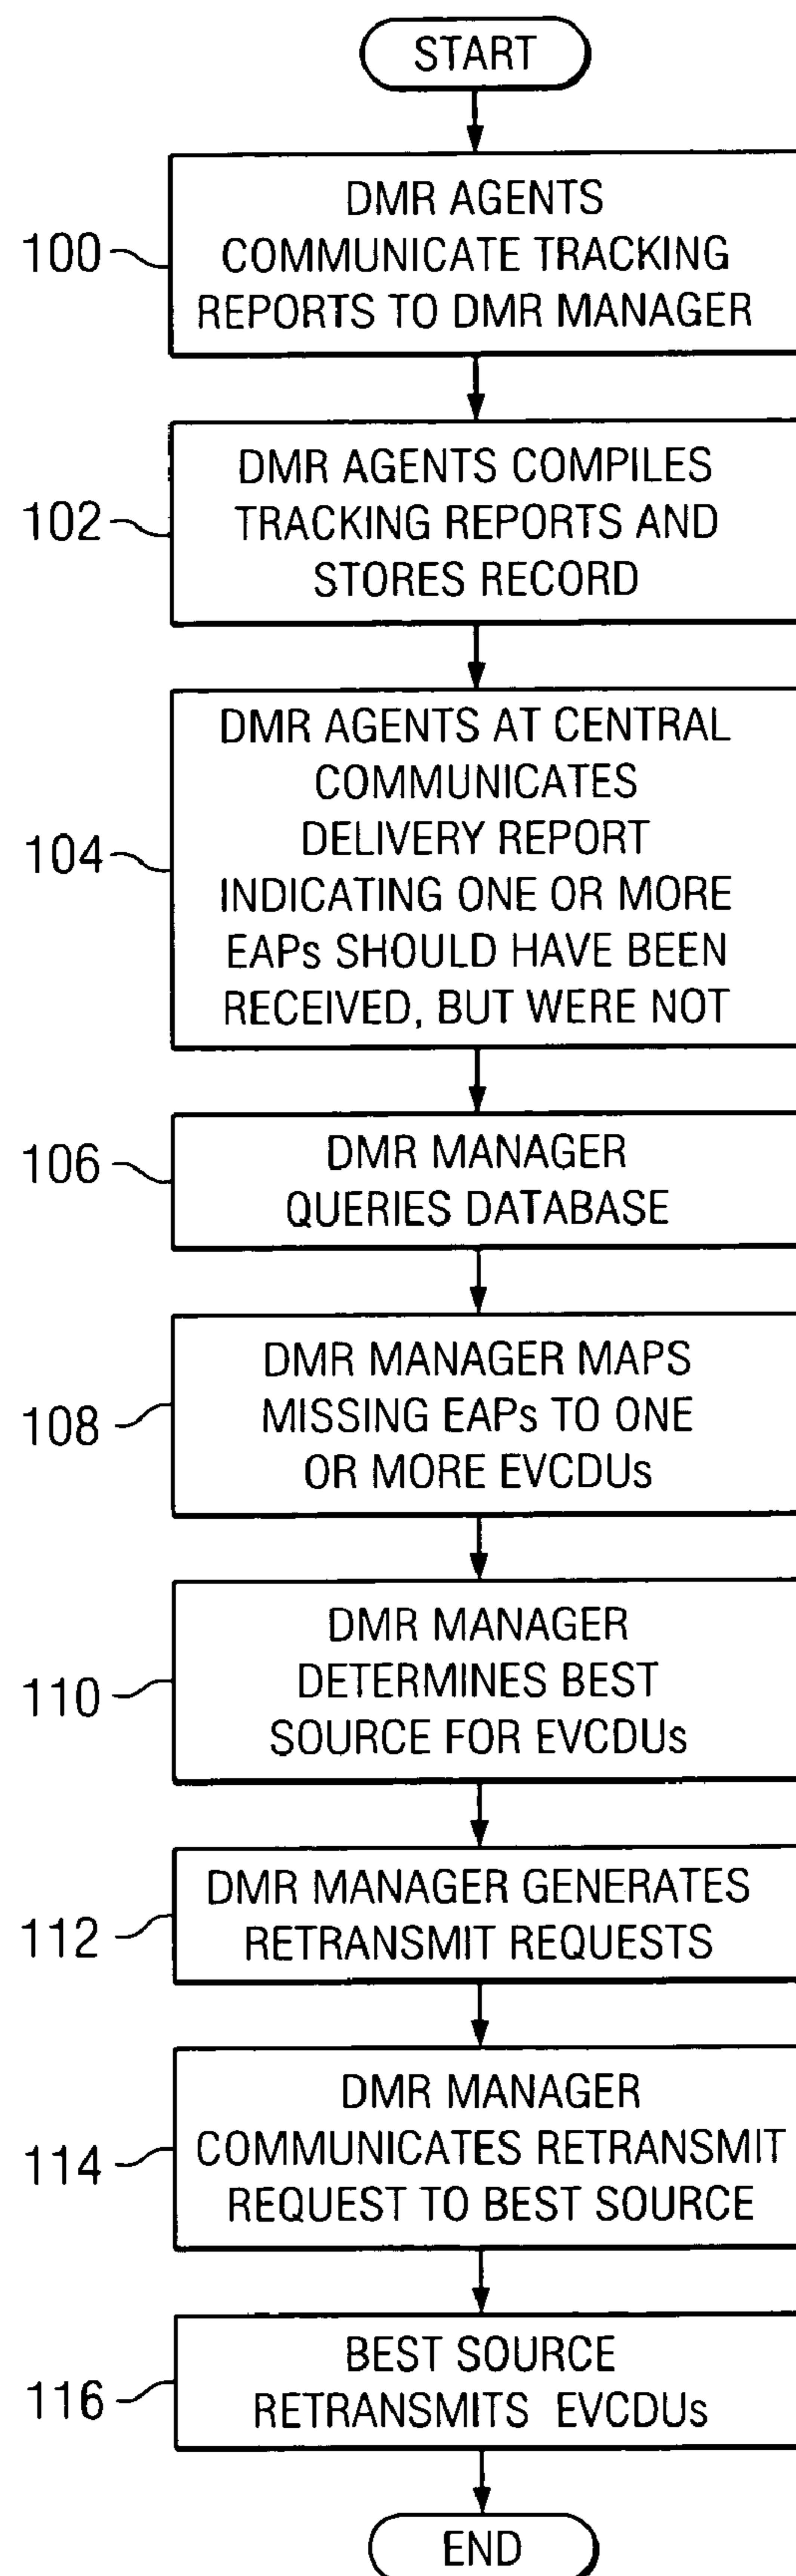 START
100
DMR AGENTS
COMMUNICATE TRACKING
REPORTS TO DMR MANAGER
102
DMR AGENTS COMPILES
TRACKING REPORTS AND
STORES RECORD
104
DMR AGENTS AT CENTRAL
COMMUNICATES
DELIVERY REPORT
INDICATING ONE OR MORE
EAPs SHOULD HAVE BEEN
RECEIVED, BUT WERE NOT
106
DMR MANAGER
QUERIES DATABASE
108
DMR MANAGER MAPS
MISSING EAPs TO ONE
OR MORE EVCDUs
110
DMR MANAGER
DETERMINES BEST
SOURCE FOR EVCDUs
112
DMR MANAGER GENERATES
RETRANSMIT REQUESTS
114
DMR MANAGER
COMMUNICATES RETRANSMIT
REQUEST TO BEST SOURCE
116
BEST SOURCE
RETRANSMITS EVCDUs
END